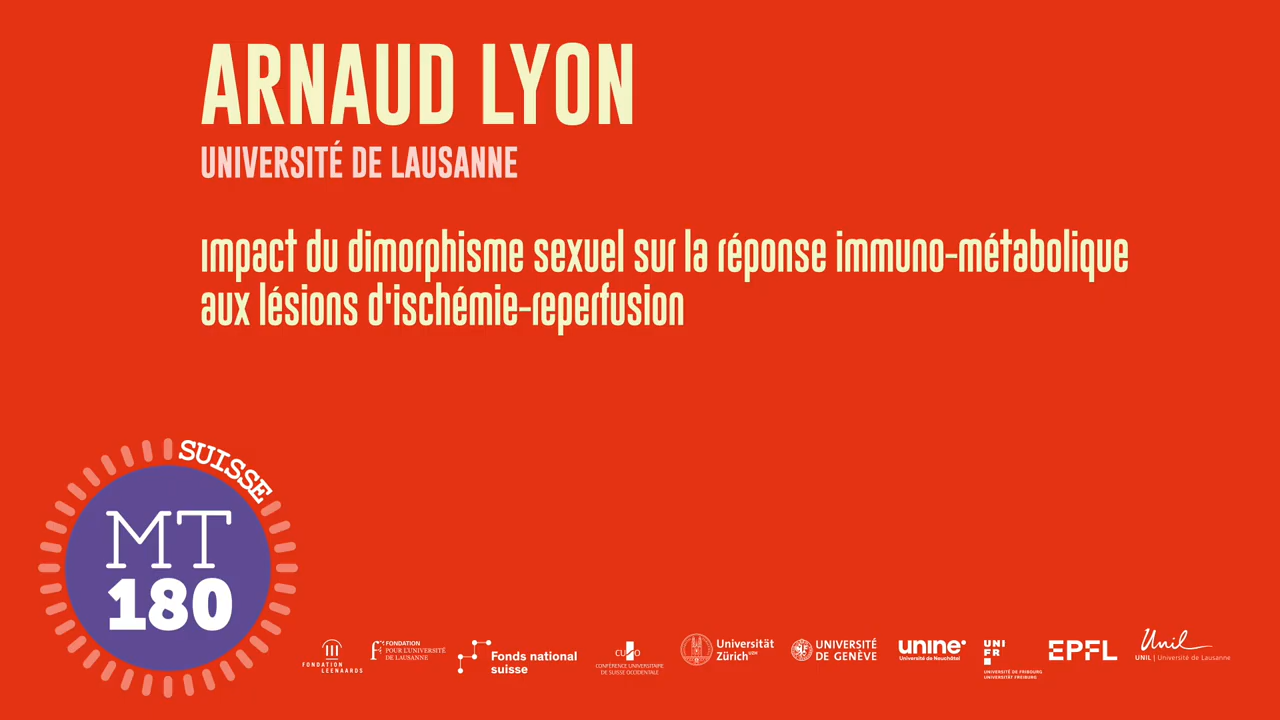 ARNAUD LYON
UNIVERSITÉ DE LAUSANNE
Impact du dimorphisme sexuel sur la réponse immuno-métabolique
aux lésions d'ischémie-reperfusion
SUISSE
MT
180
FONDATION
LEENAARDS
FONDATION
POUR L'UNIVERSITÉ
DE LAUSANNE
Fonds national
suisse
CUSO
CONFÉRENCE UNIVERSITAIRE
DE SUISSE OCCIDENTALE
Universität
Zürich UZH
UNIVERSITÉ
DE GENÈVE
unine
Université de Neuchâtel
UNI
FR
UNIVERSITÉ DE FRIBOURG
UNIVERSITÄT FREIBURG
EPFL
Unil
UNIL | Université de Lausanne